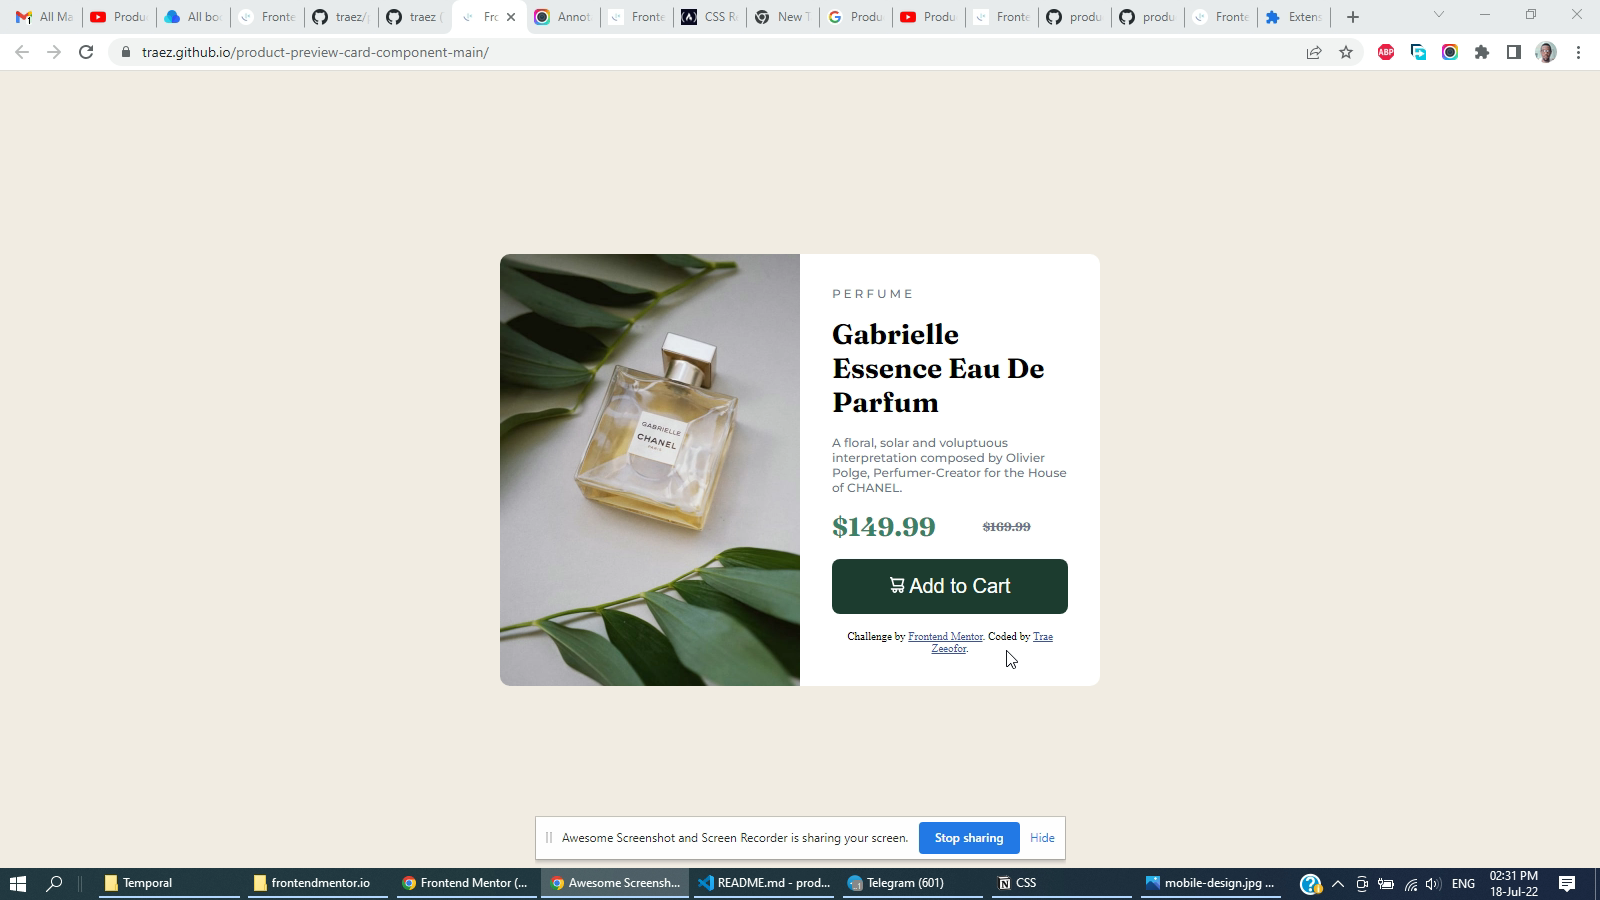 All Ma
Produ
All boo
Fronte
traez/p
traez (
Fro
Annot
Fronte
CSS R
New T
Produ
Produ
Fronte
produ
produ
Fronte
Extens
traez.github.io/product-preview-card-component-main/
ABP
PERFUME
Gabrielle
Essence Eau De
Parfum
A floral, solar and voluptuous
interpretation composed by Olivier
Polge, Perfumer-Creator for the House
of CHANEL.
$149.99 $169.99
Add to Cart
Challenge by Frontend Mentor. Coded by Trae
Zeeofor.
GABRIELLE
CHANEL
PARIS
Awesome Screenshot and Screen Recorder is sharing your screen.
Stop sharing
Hide
Temporal
frontendmentor.io
Frontend Mentor (...
Awesome Screensh...
README.md - prod...
Telegram (601)
CSS
mobile-design.jpg ...
ENG
02:31 PM
18-Jul-22